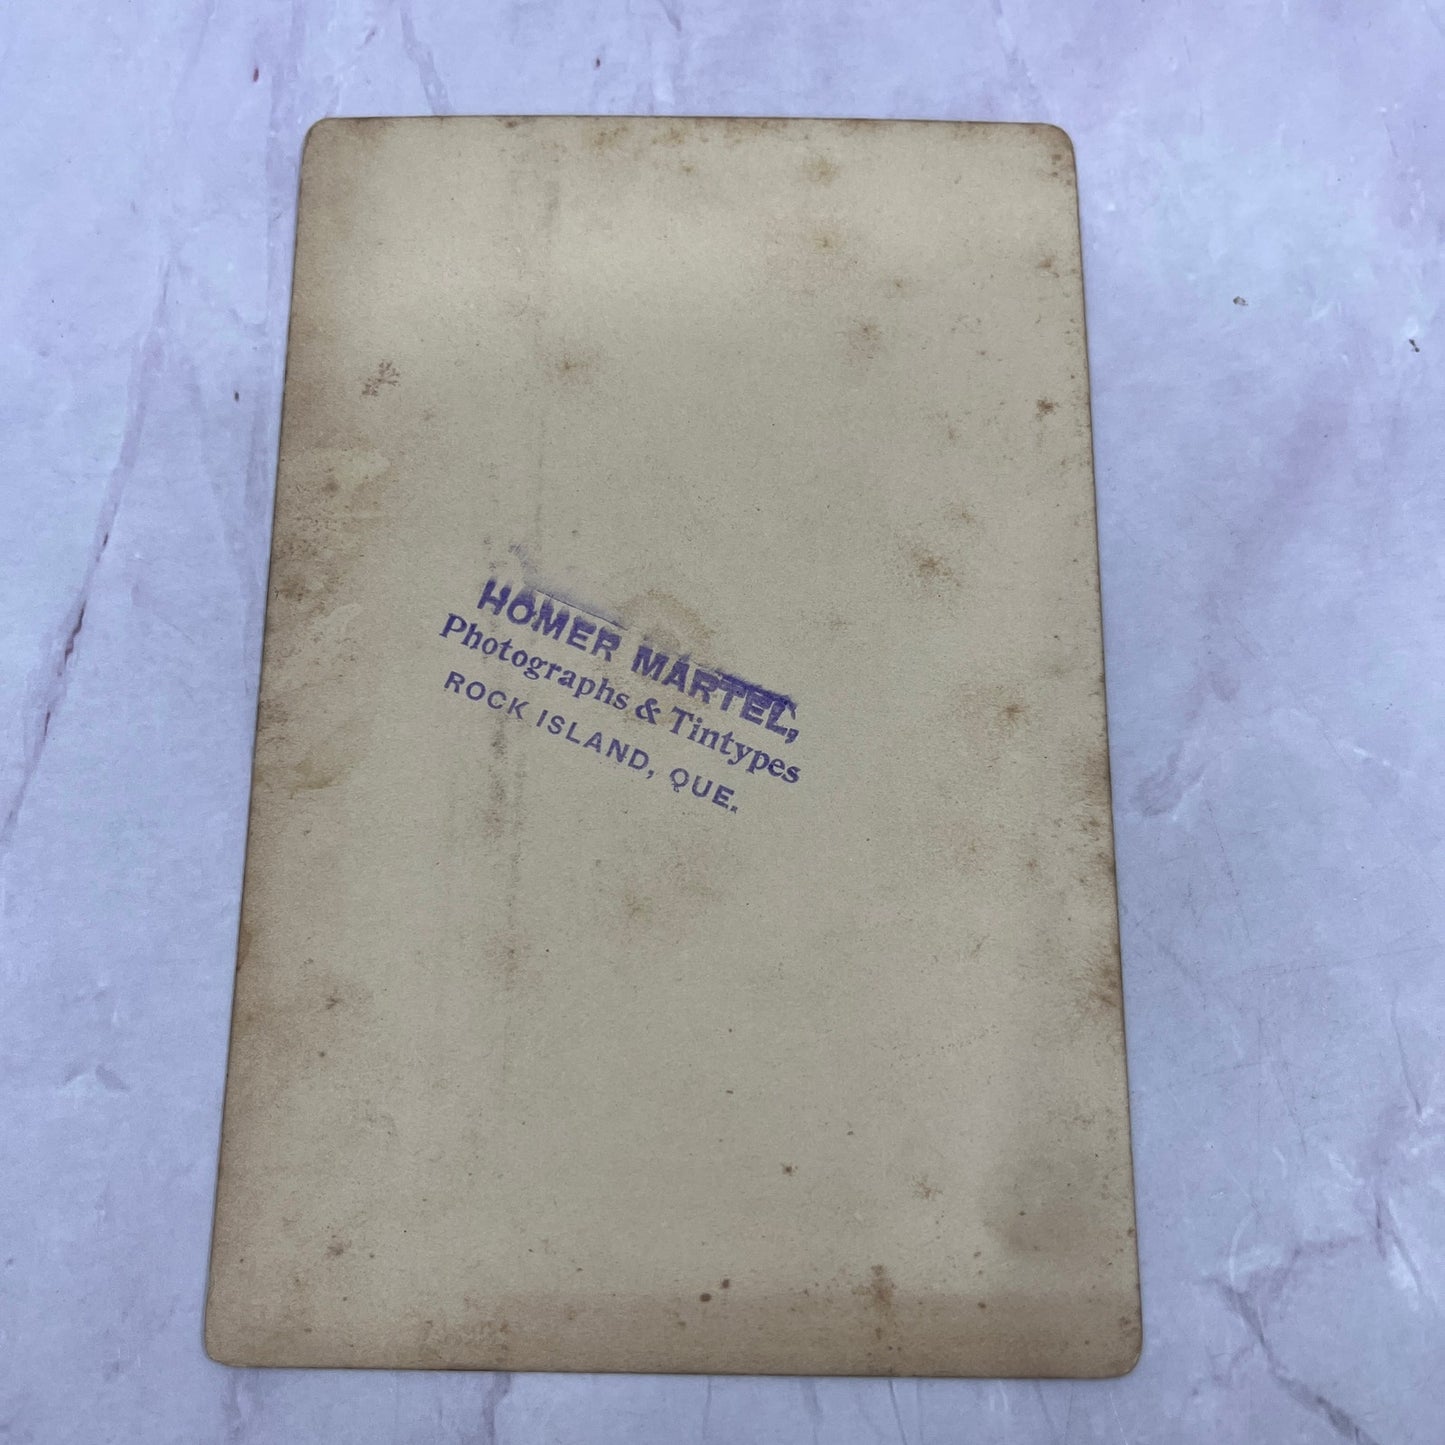 HOMER MARTEL,
Photographs & Tintypes
ROCK ISLAND, QUE.